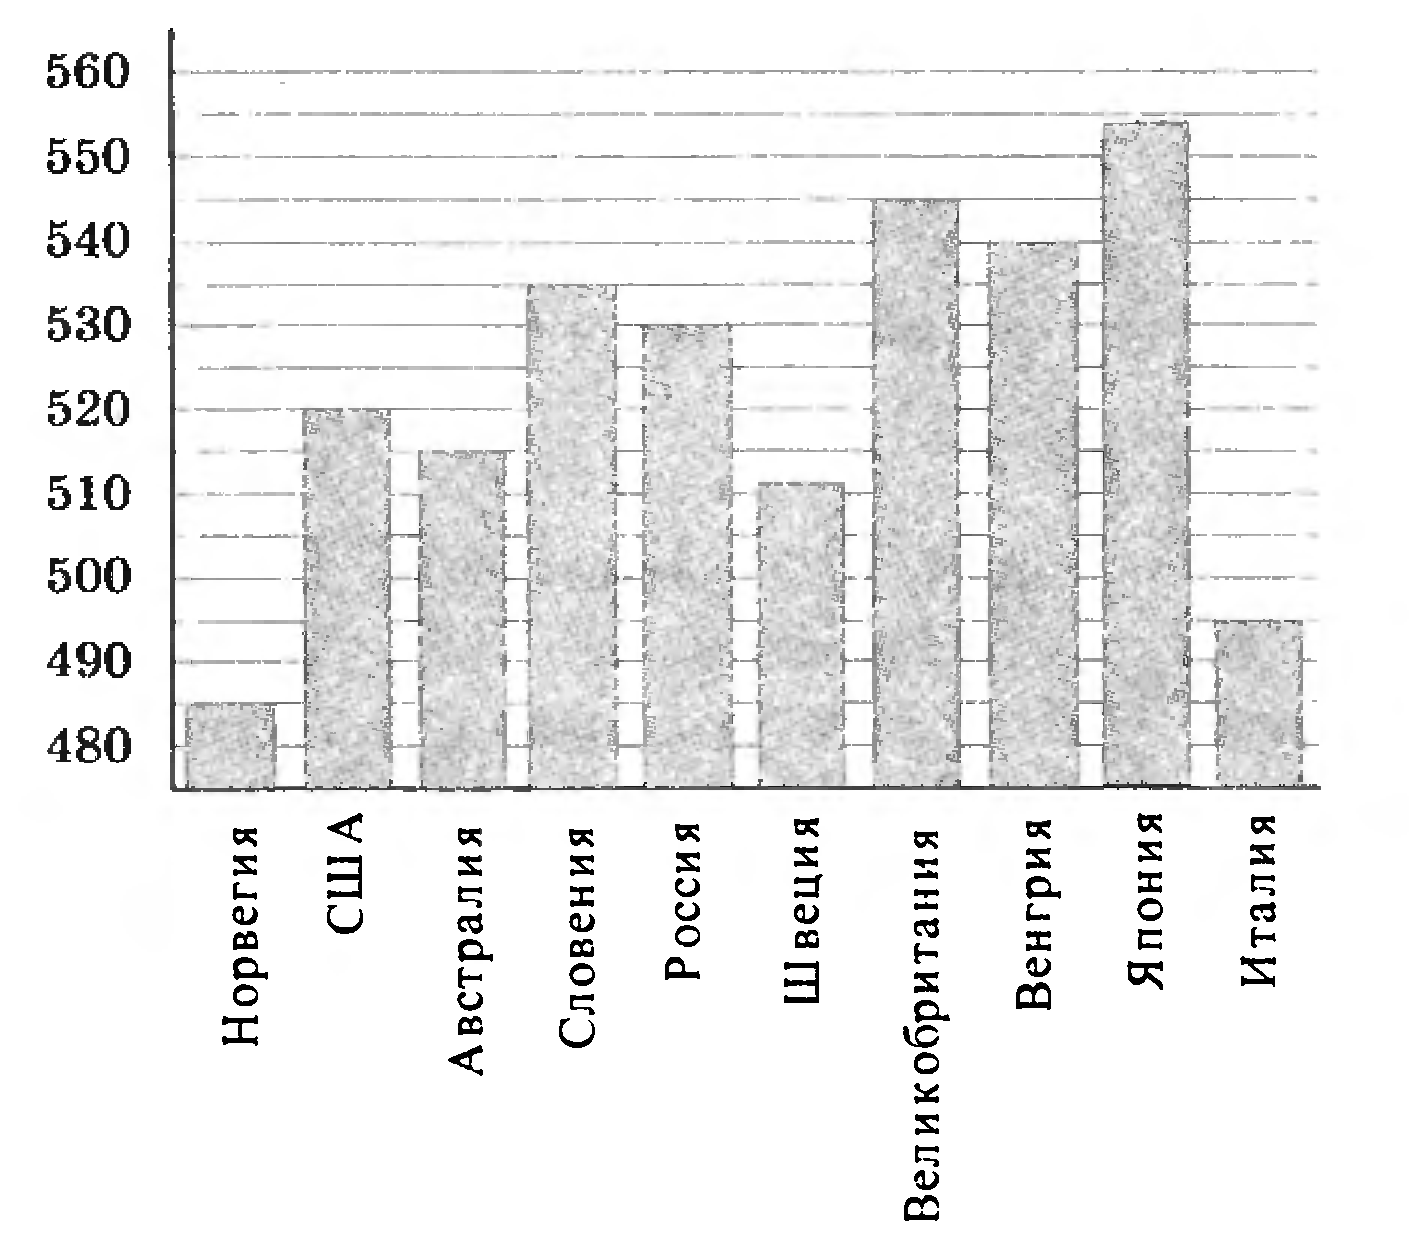 560
550
540
530
520
510
500
490
480
Норвегия
США
Австралия
Словения
Россия
Швеция
Великобритания
Венгрия
Япония
Италия